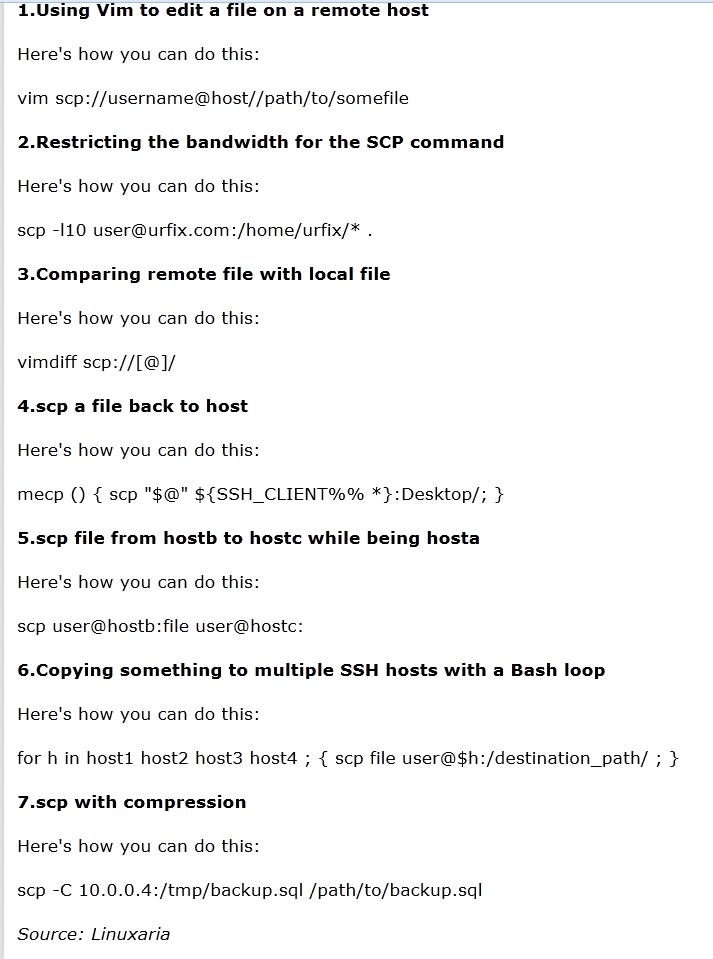 1.Using Vim to edit a file on a remote host
Here's how you can do this:
vim scp://username@host//path/to/somefile
2.Restricting the bandwidth for the SCP command
Here's how you can do this:
scp -l10 user@urfix.com:/home/urfix/* .
3.Comparing remote file with local file
Here's how you can do this:
vimdiff scp://[@]/
4.scp a file back to host
Here's how you can do this:
mecp () { scp "$@" ${SSH_CLIENT%% *}:Desktop/; }
5.scp file from hostb to hostc while being hosta
Here's how you can do this:
scp user@hostb:file user@hostc:
6.Copying something to multiple SSH hosts with a Bash loop
Here's how you can do this:
for h in host1 host2 host3 host4 ; { scp file user@$h:/destination_path/ ; }
7.scp with compression
Here's how you can do this:
scp -C 10.0.0.4:/tmp/backup.sql /path/to/backup.sql
Source: Linuxaria